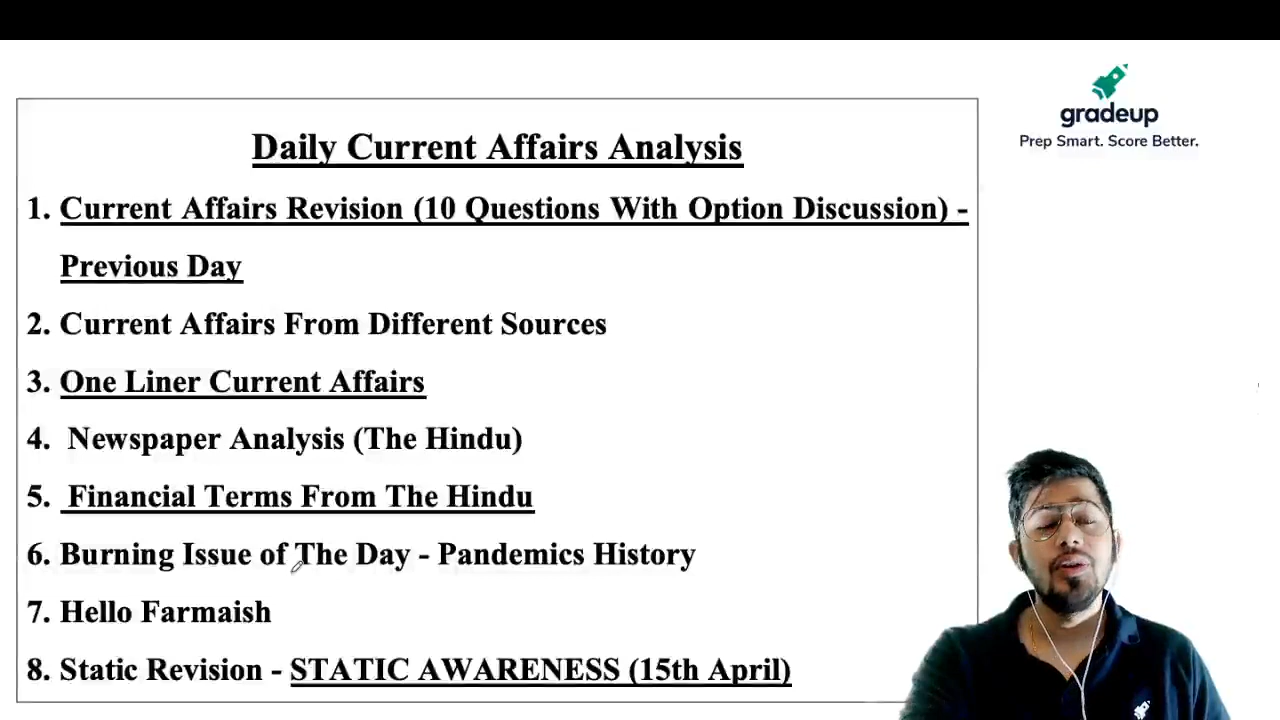 gradeup
Prep Smart. Score Better.
Daily Current Affairs Analysis
1. Current Affairs Revision (10 Questions With Option Discussion) -
Previous Day
2. Current Affairs From Different Sources
3. One Liner Current Affairs
4. Newspaper Analysis (The Hindu)
5. Financial Terms From The Hindu
6. Burning Issue of The Day - Pandemics History
7. Hello Farmaish
8. Static Revision - STATIC AWARENESS (15th April)